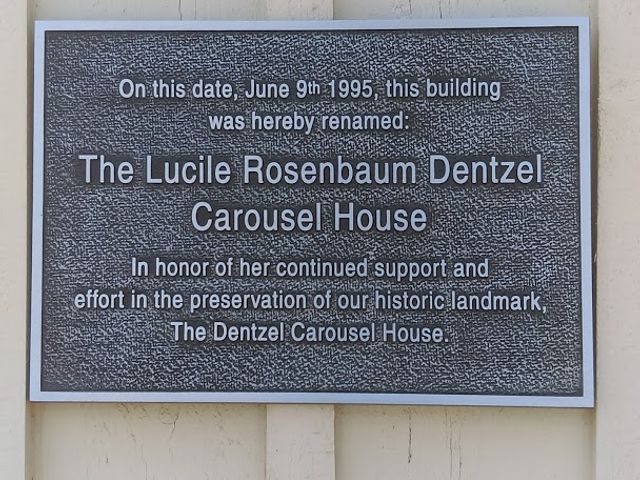 On this date, June 9th 1995, this building
was hereby renamed:
The Lucile Rosenbaum Dentzel
Carousel House
In honor of her continued support and
effort in the preservation of our historic landmark,
The Dentzel Carousel House.